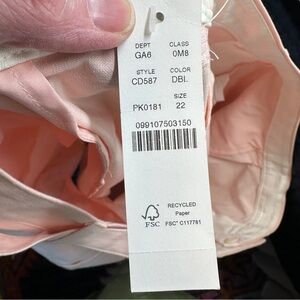 DEPT CLASS
GA6 0M8
STYLE COLOR
CD587 DBL
SIZE
PK0181 22
099107503150
RECYCLED
Paper
FSC FSC® C117781